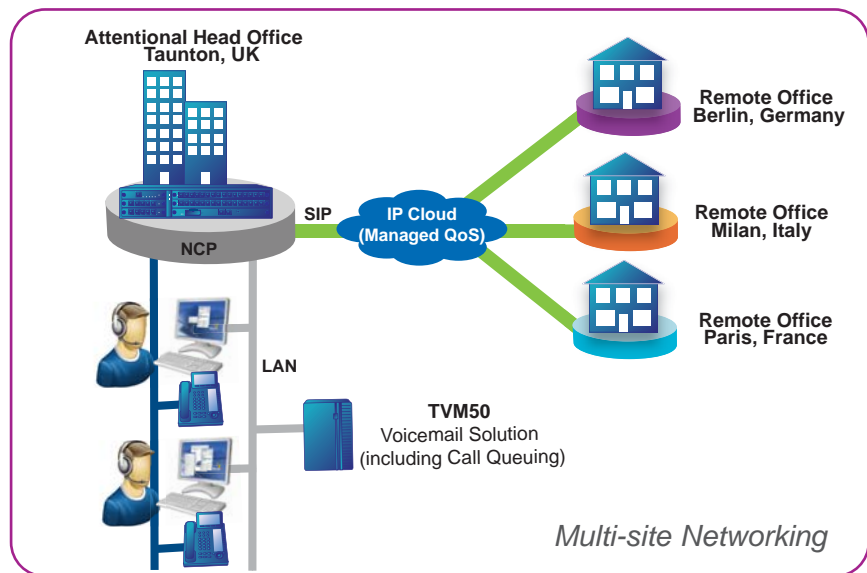 Attentional Head Office
Taunton, UK
NCP
SIP
IP Cloud
(Managed QoS)
Remote Office
Berlin, Germany
Remote Office
Milan, Italy
Remote Office
Paris, France
LAN
TVM50
Voicemail Solution
(including Call Queuing)
Multi-site Networking